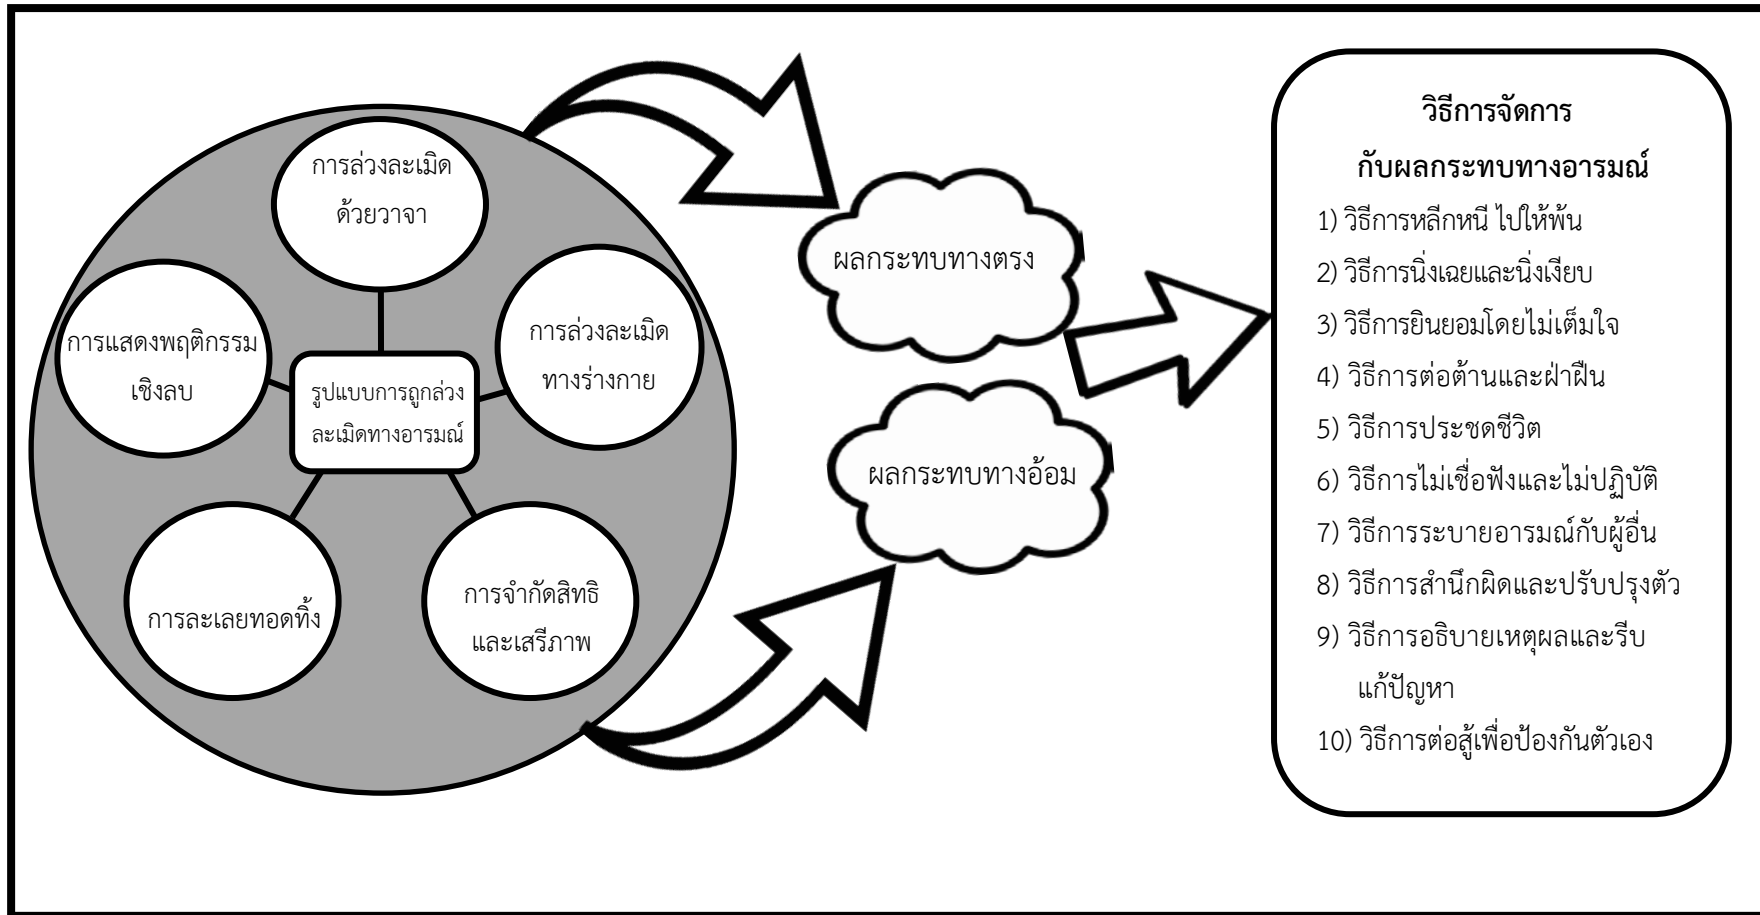 การล่วงละเมิด
ด้วยวาจา
การแสดงพฤติกรรม
เชิงลบ
การล่วงละเมิด
ทางร่างกาย
รูปแบบการถูกล่วง
ละเมิดทางอารมณ์
การละเลยทอดทิ้ง
การจำกัดสิทธิ
และเสรีภาพ
ผลกระทบทางตรง
ผลกระทบทางอ้อม
วิธีการจัดการ
กับผลกระทบทางอารมณ์
1) วิธีการหลีกหนี ไปให้พ้น
2) วิธีการนิ่งเฉยและนิ่งเงียบ
3) วิธีการยินยอมโดยไม่เต็มใจ
4) วิธีการต่อต้านและฝ่าฝืน
5) วิธีการประชดชีวิต
6) วิธีการไม่เชื่อฟังและไม่ปฏิบัติ
7) วิธีการระบายอารมณ์กับผู้อื่น
8) วิธีการสำนึกผิดและปรับปรุงตัว
9) วิธีการอธิบายเหตุผลและรีบ
แก้ปัญหา
10) วิธีการต่อสู้เพื่อป้องกันตัวเอง